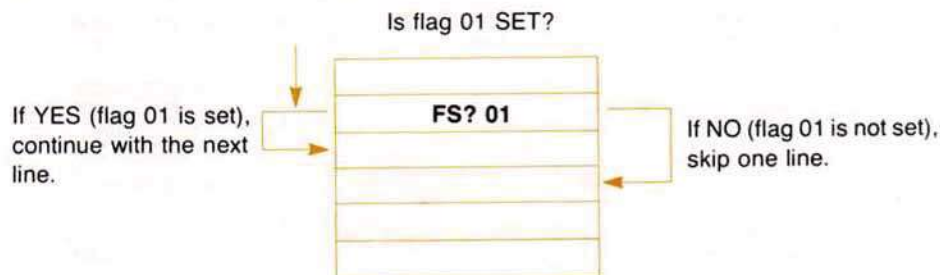 Is flag 01 SET?
If YES (flag 01 is set),
continue with the next
line.
FS? 01
If NO (flag 01 is not set),
skip one line.